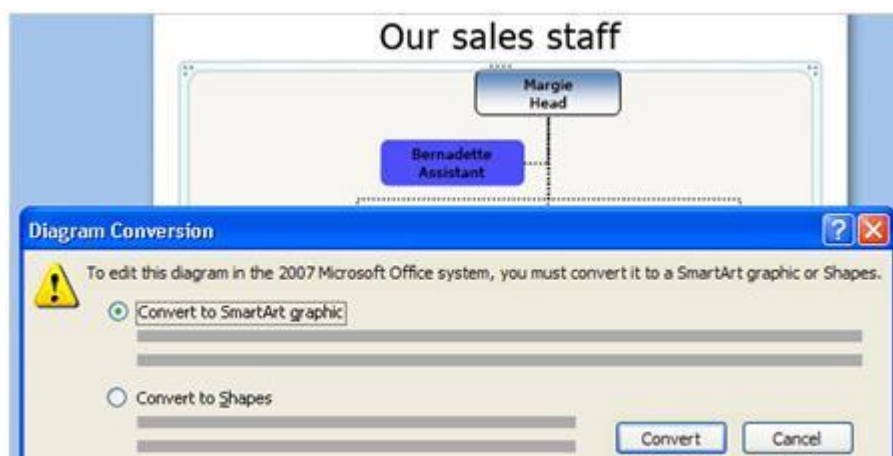 Our sales staff
Margie
Head
Bernadette
Assistant
Diagram Conversion
To edit this diagram in the 2007 Microsoft Office system, you must convert it to a SmartArt graphic or Shapes.
Convert to SmartArt graphic
Convert to Shapes
Convert
Cancel